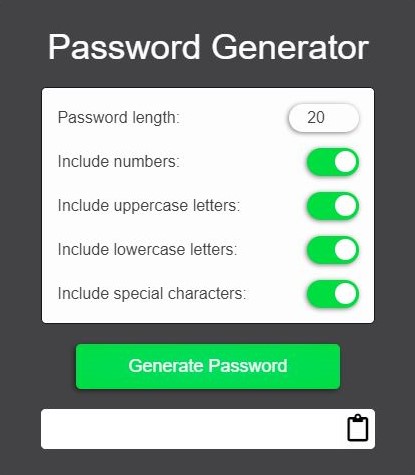 Password Generator
Password length: 20
Include numbers:
Include uppercase letters:
Include lowercase letters:
Include special characters:
Generate Password